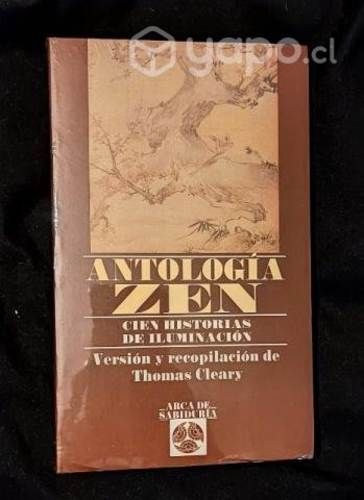 yapo.cl
ANTOLOGÍA
ZEN
CIEN HISTORIAS
DE ILUMINACIÓN
Versión y recopilación de
Thomas Cleary
ARCA DE
SABIDURÍA